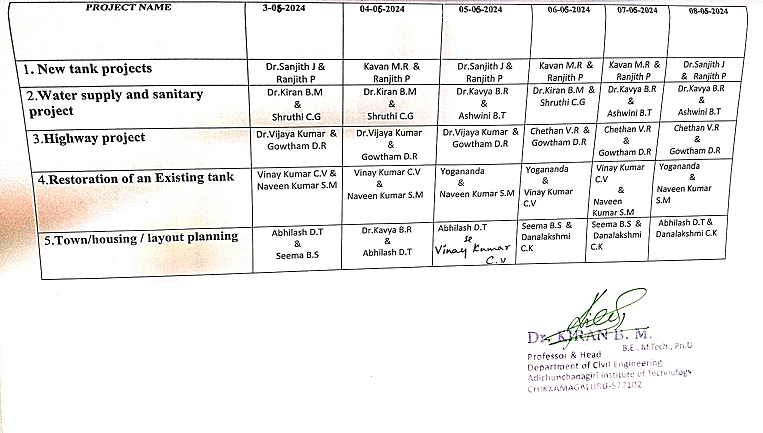 PROJECT NAME 3-05-2024 04-05-2024 05-05-2024 06-05-2024 07-05-2024 08-05-2024
1. New tank projects
Dr.Sanjith J &
Ranjith P
Kavan M.R &
Ranjith P
Dr.Sanjith J &
Ranjith P
Kavan M.R &
Ranjith P
Kavan M.R &
Ranjith P
Dr.Sanjith J
& Ranjith P
2.Water supply and sanitary
project
Dr.Kiran B.M
&
Shruthi C.G
Dr.Kiran B.M
&
Shruthi C.G
Dr.Kavya B.R
&
Ashwini B.T
Dr.Kiran B.M &
Shruthi C.G
Dr.Kavya B.R
&
Ashwini B.T
Dr.Kavya B.R
&
Ashwini B.T
3.Highway project
Dr.Vijaya Kumar &
Gowtham D.R
Dr.Vijaya Kumar
&
Gowtham D.R
Dr.Vijaya Kumar &
Gowtham D.R
Chethan V.R &
Gowtham D.R
Chethan V.R
&
Gowtham D.R
Chethan V.R
&
Gowtham D.R
4.Restoration of an Existing tank
Vinay Kumar C.V &
Naveen Kumar S.M
Vinay Kumar C.V
&
Naveen Kumar S.M
Yogananda
&
Naveen Kumar S.M
Yogananda
&
Vinay Kumar
C.V
Vinay Kumar
C.V
&
Naveen
Kumar S.M
Yogananda
&
Naveen Kumar
S.M
5.Town/housing / layout planning
Abhilash D.T
&
Seema B.S
Dr.Kavya B.R
&
Abhilash D.T
Abhilash D.T
&
Vinay Kumar
C.V
Seema B.S &
Danalakshmi
C.K
Seema B.S &
Danalakshmi
C.K
Abhilash D.T &
Danalakshmi C.K
Dr. KIRAN B. M.
B.E., M.Tech., Ph.D
Professor & Head
Department of Civil Engineering
Adichunchanagiri Institute of Technology
CHIKKAMAGALURU-577102